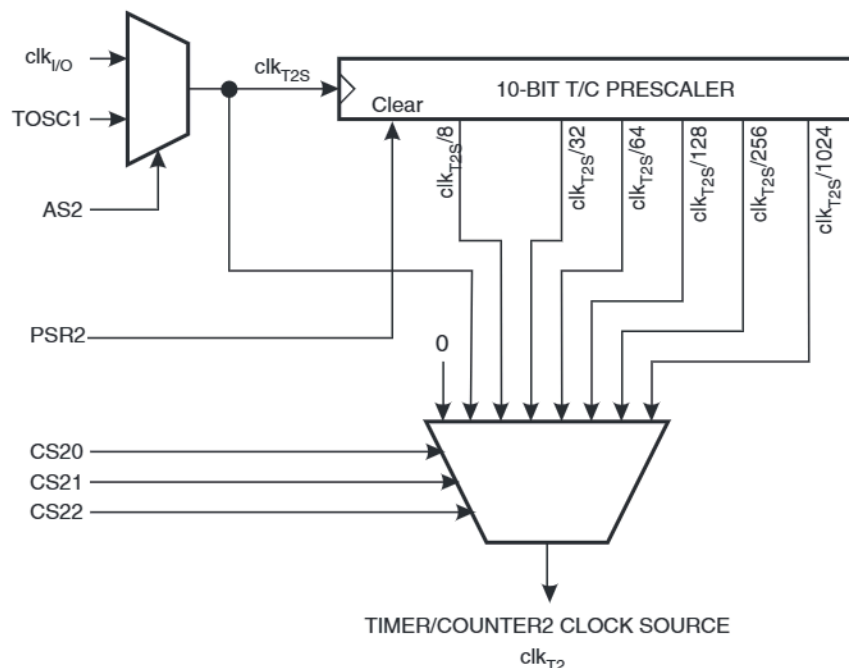 clkI/O
TOSC1
AS2
clkT2S
10-BIT T/C PRESCALER
Clear
clkT2S/8
clkT2S/32
clkT2S/64
clkT2S/128
clkT2S/256
clkT2S/1024
PSR2
0
CS20
CS21
CS22
TIMER/COUNTER2 CLOCK SOURCE
clkT2